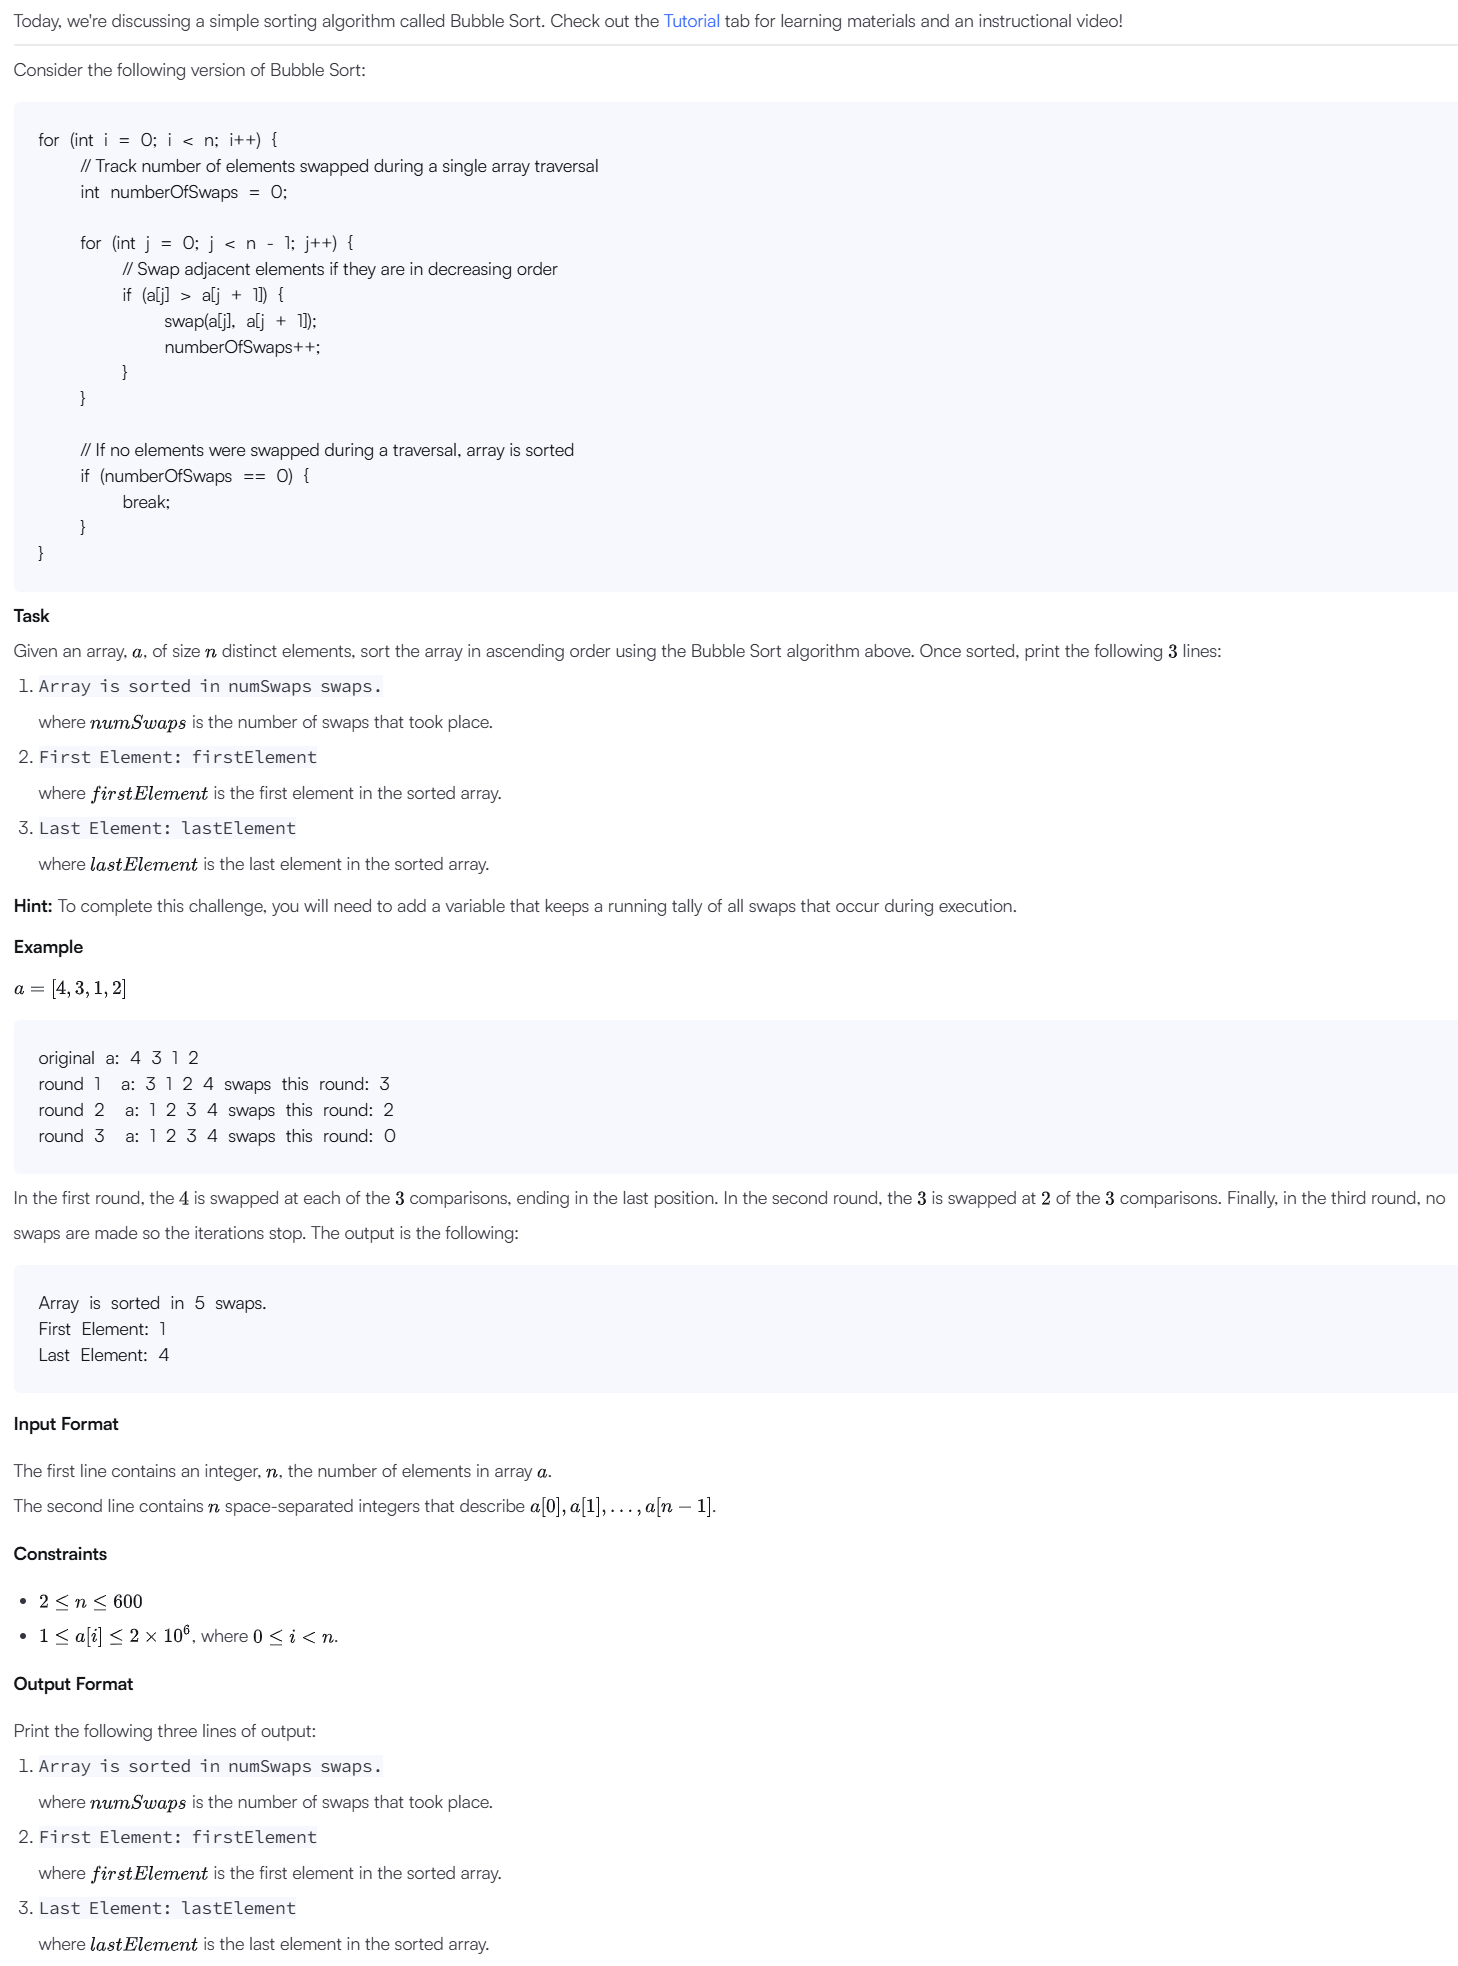 Today, we're discussing a simple sorting algorithm called Bubble Sort. Check out the Tutorial tab for learning materials and an instructional video!
Consider the following version of Bubble Sort:
for (int i = 0; i < n; i++) {
// Track number of elements swapped during a single array traversal
int numberOfSwaps = 0;
for (int j = 0; j < n - 1; j++) {
// Swap adjacent elements if they are in decreasing order
if (a[j] > a[j + 1]) {
swap(a[j], a[j + 1]);
numberOfSwaps++;
}
}
// If no elements were swapped during a traversal, array is sorted
if (numberOfSwaps == 0) {
break;
}
}
Task
Given an array, a, of size n distinct elements, sort the array in ascending order using the Bubble Sort algorithm above. Once sorted, print the following 3 lines:
1. Array is sorted in numSwaps swaps.
where numSwaps is the number of swaps that took place.
2. First Element: firstElement
where firstElement is the first element in the sorted array.
3. Last Element: lastElement
where lastElement is the last element in the sorted array.
Hint: To complete this challenge, you will need to add a variable that keeps a running tally of all swaps that occur during execution.
Example
a = [4, 3, 1, 2]
original a: 4 3 1 2
round 1 a: 3 1 2 4 swaps this round: 3
round 2 a: 1 2 3 4 swaps this round: 2
round 3 a: 1 2 3 4 swaps this round: 0
In the first round, the 4 is swapped at each of the 3 comparisons, ending in the last position. In the second round, the 3 is swapped at 2 of the 3 comparisons. Finally, in the third round, no
swaps are made so the iterations stop. The output is the following:
Array is sorted in 5 swaps.
First Element: 1
Last Element: 4
Input Format
The first line contains an integer, n, the number of elements in array a.
The second line contains n space-separated integers that describe a[0], a[1], . . . , a[n − 1].
Constraints
• 2 ≤ n ≤ 600
• 1 ≤ a[i] ≤ 2 × 10⁶, where 0 ≤ i < n.
Output Format
Print the following three lines of output:
1. Array is sorted in numSwaps swaps.
where numSwaps is the number of swaps that took place.
2. First Element: firstElement
where firstElement is the first element in the sorted array.
3. Last Element: lastElement
where lastElement is the last element in the sorted array.